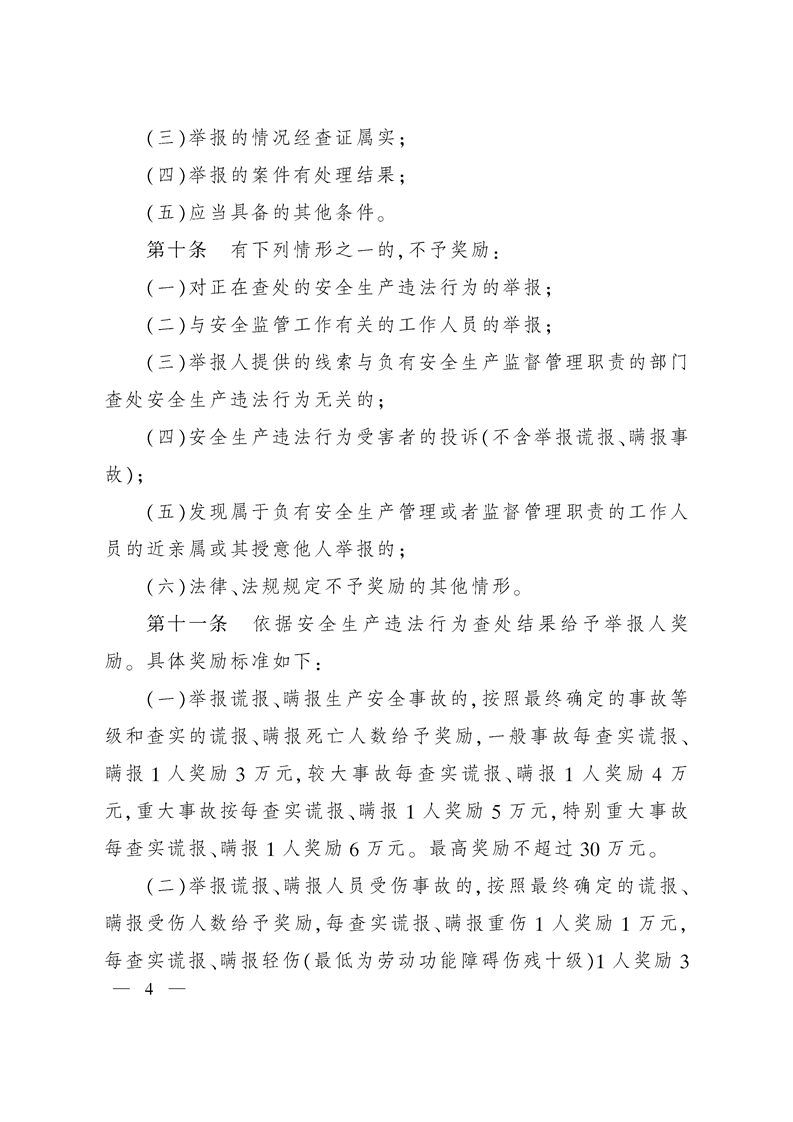 (三)举报的情况经查证属实;
(四)举报的案件有处理结果;
(五)应当具备的其他条件。
第十条　有下列情形之一的,不予奖励:
(一)对正在查处的安全生产违法行为的举报;
(二)与安全监管工作有关的工作人员的举报;
(三)举报人提供的线索与负有安全生产监督管理职责的部门
查处安全生产违法行为无关的;
(四)安全生产违法行为受害者的投诉(不含举报谎报、瞒报事
故);
(五)发现属于负有安全生产管理或者监督管理职责的工作人
员的近亲属或其授意他人举报的;
(六)法律、法规规定不予奖励的其他情形。
第十一条　依据安全生产违法行为查处结果给予举报人奖
励。具体奖励标准如下:
(一)举报谎报、瞒报生产安全事故的,按照最终确定的事故等
级和查实的谎报、瞒报死亡人数给予奖励,一般事故每查实谎报、
瞒报 1 人奖励 3 万元,较大事故每查实谎报、瞒报 1 人奖励 4 万
元,重大事故按每查实谎报、瞒报 1 人奖励 5 万元,特别重大事故
每查实谎报、瞒报 1 人奖励 6 万元。最高奖励不超过 30 万元。
(二)举报谎报、瞒报人员受伤事故的,按照最终确定的谎报、
瞒报受伤人数给予奖励,每查实谎报、瞒报重伤 1 人奖励 1 万元,
每查实谎报、瞒报轻伤(最低为劳动功能障碍伤残十级)1 人奖励 3
— 4 —